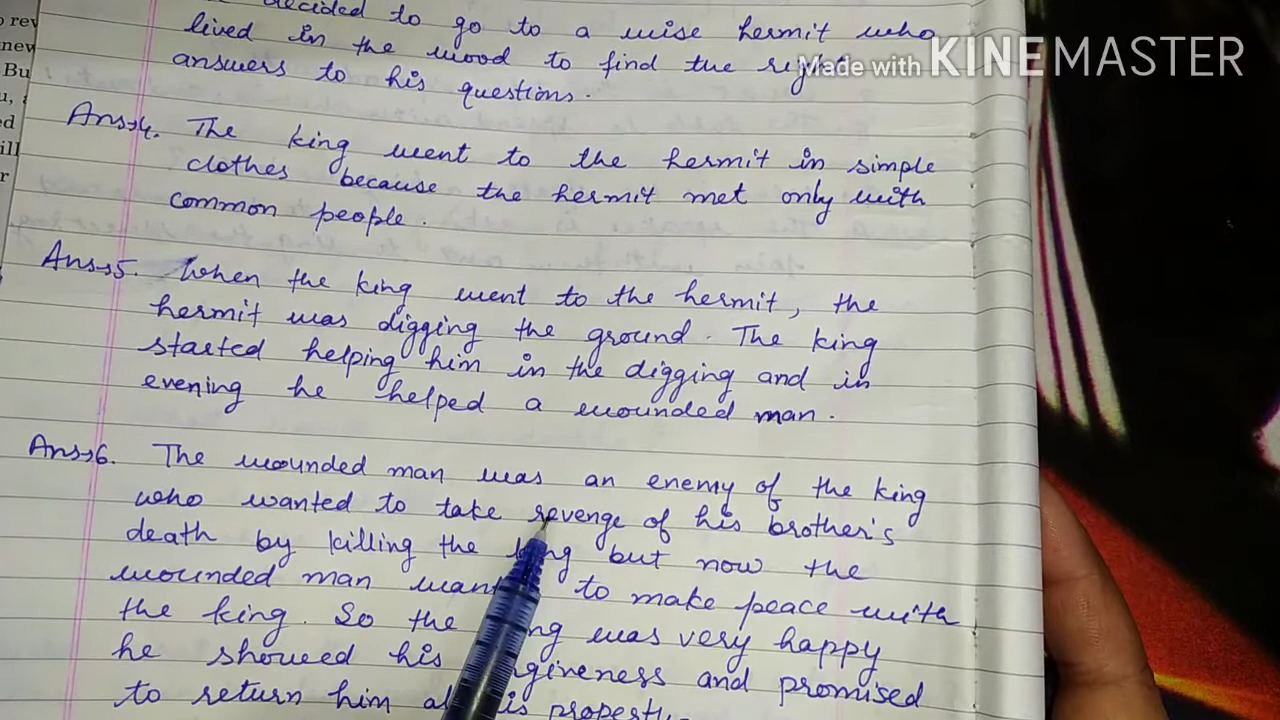 decided to go to a wise hermit who
lived in the wood to find the right
answers to his questions.
Made with KINEMASTER
Ans→4. The king went to the hermit in simple
clothes because the hermit met only with
common people.
Ans→5. When the king went to the hermit, the
hermit was digging the ground. The king
started helping him in the digging and in
evening he helped a wounded man.
Ans→6. The wounded man was an enemy of the king
who wanted to take revenge of his brother's
death by killing the king but now the
wounded man to make peace with
the king. So the king was very happy
he showed his forgiveness and promised
to return him his property